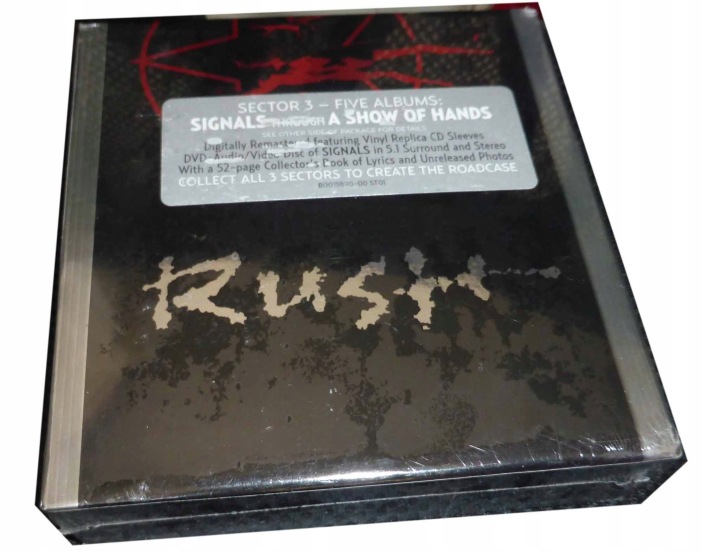 SECTOR 3 – FIVE ALBUMS:
SIGNALS THROUGH A SHOW OF HANDS
SEE OTHER SIDE OF PACKAGE FOR DETAILS
Digitally Remastered featuring Vinyl Replica CD Sleeves
DVD-Audio/Video Disc of SIGNALS in 5.1 Surround and Stereo
With a 52-page Collector's Book of Lyrics and Unreleased Photos
COLLECT ALL 3 SECTORS TO CREATE THE ROADCASE
Rush